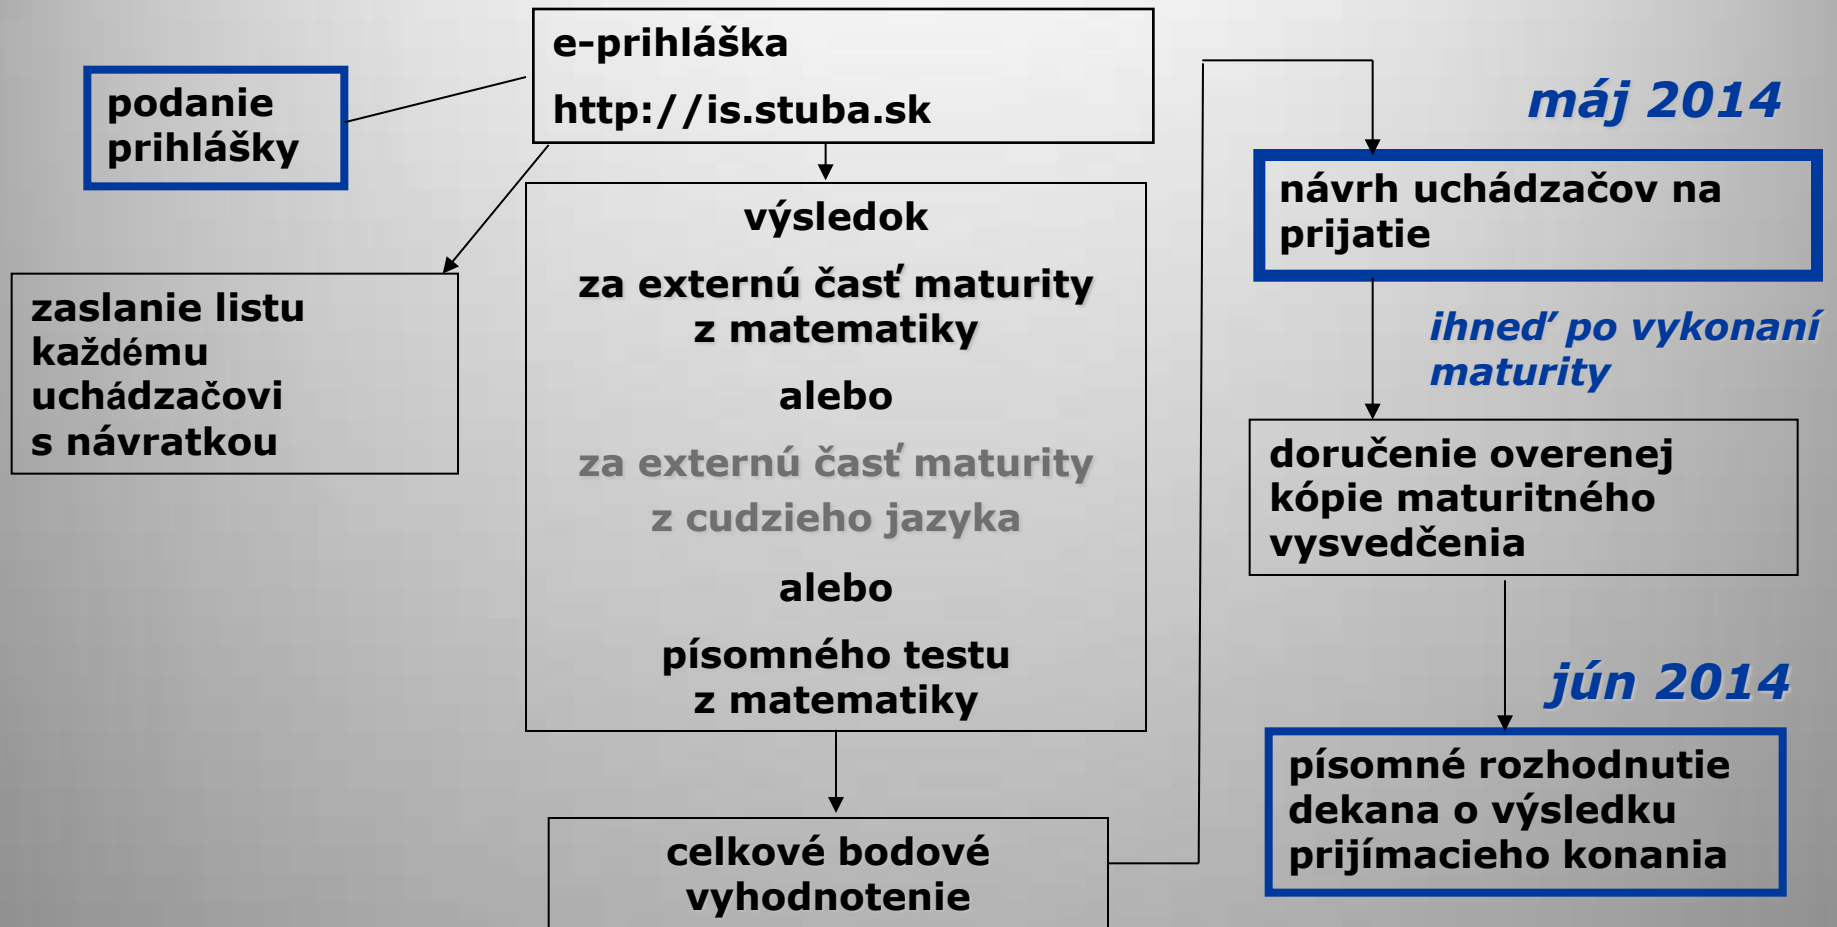 podanie
prihlášky
e-prihláška
http://is.stuba.sk
zaslanie listu
každému
uchádzačovi
s návratkou
výsledok
za externú časť maturity
z matematiky
alebo
za externú časť maturity
z cudzieho jazyka
alebo
písomného testu
z matematiky
celkové bodové
vyhodnotenie
máj 2014
návrh uchádzačov na
prijatie
ihneď po vykonaní
maturity
doručenie overenej
kópie maturitného
vysvedčenia
jún 2014
písomné rozhodnutie
dekana o výsledku
prijímacieho konania